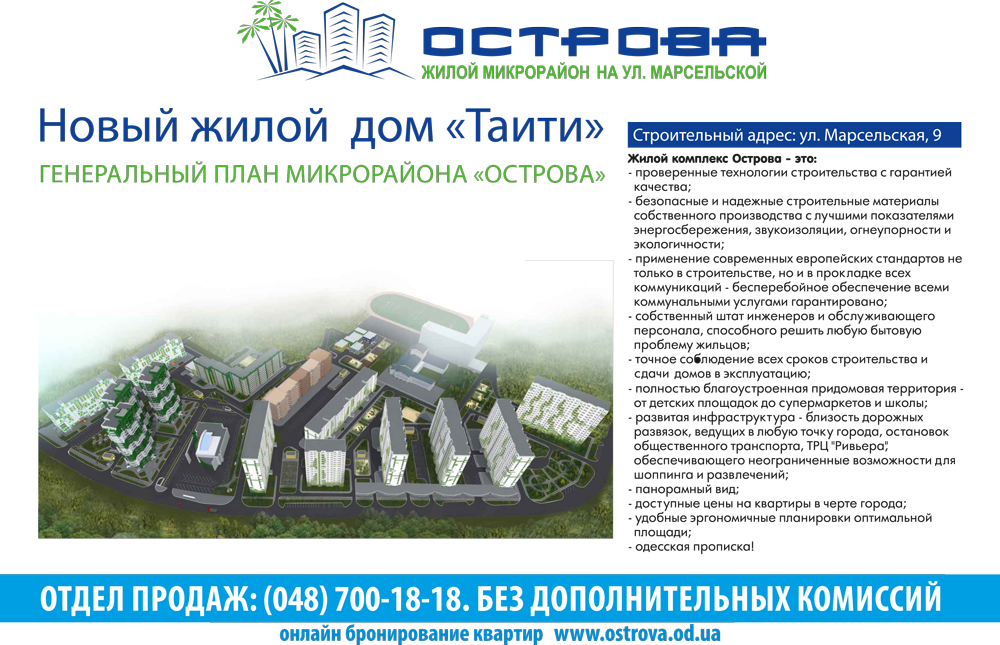 ОСТРОВА
ЖИЛОЙ МИКРОРАЙОН НА УЛ. МАРСЕЛЬСКОЙ
Новый жилой дом «Таити»
ГЕНЕРАЛЬНЫЙ ПЛАН МИКРОРАЙОНА «ОСТРОВА»
Строительный адрес: ул. Марсельская, 9
Жилой комплекс Острова - это:
- проверенные технологии строительства с гарантией
качества;
- безопасные и надежные строительные материалы
собственного производства с лучшими показателями
энергосбережения, звукоизоляции, огнеупорности и
экологичности;
- применение современных европейских стандартов не
только в строительстве, но и в прокладке всех
коммуникаций - бесперебойное обеспечение всеми
коммунальными услугами гарантировано;
- собственный штат инженеров и обслуживающего
персонала, способного решить любую бытовую
проблему жильцов;
- точное соблюдение всех сроков строительства и
сдачи домов в эксплуатацию;
- полностью благоустроенная придомовая территория -
от детских площадок до супермаркетов и школы;
- развитая инфраструктура - близость дорожных
развязок, ведущих в любую точку города, остановок
общественного транспорта, ТРЦ "Ривьера",
обеспечивающего неограниченные возможности для
шоппинга и развлечений;
- панорамный вид;
- доступные цены на квартиры в черте города;
- удобные эргономичные планировки оптимальной
площади;
- одесская прописка!
ОТДЕЛ ПРОДАЖ: (048) 700-18-18. БЕЗ ДОПОЛНИТЕЛЬНЫХ КОМИССИЙ
онлайн бронирование квартир www.ostrova.od.ua